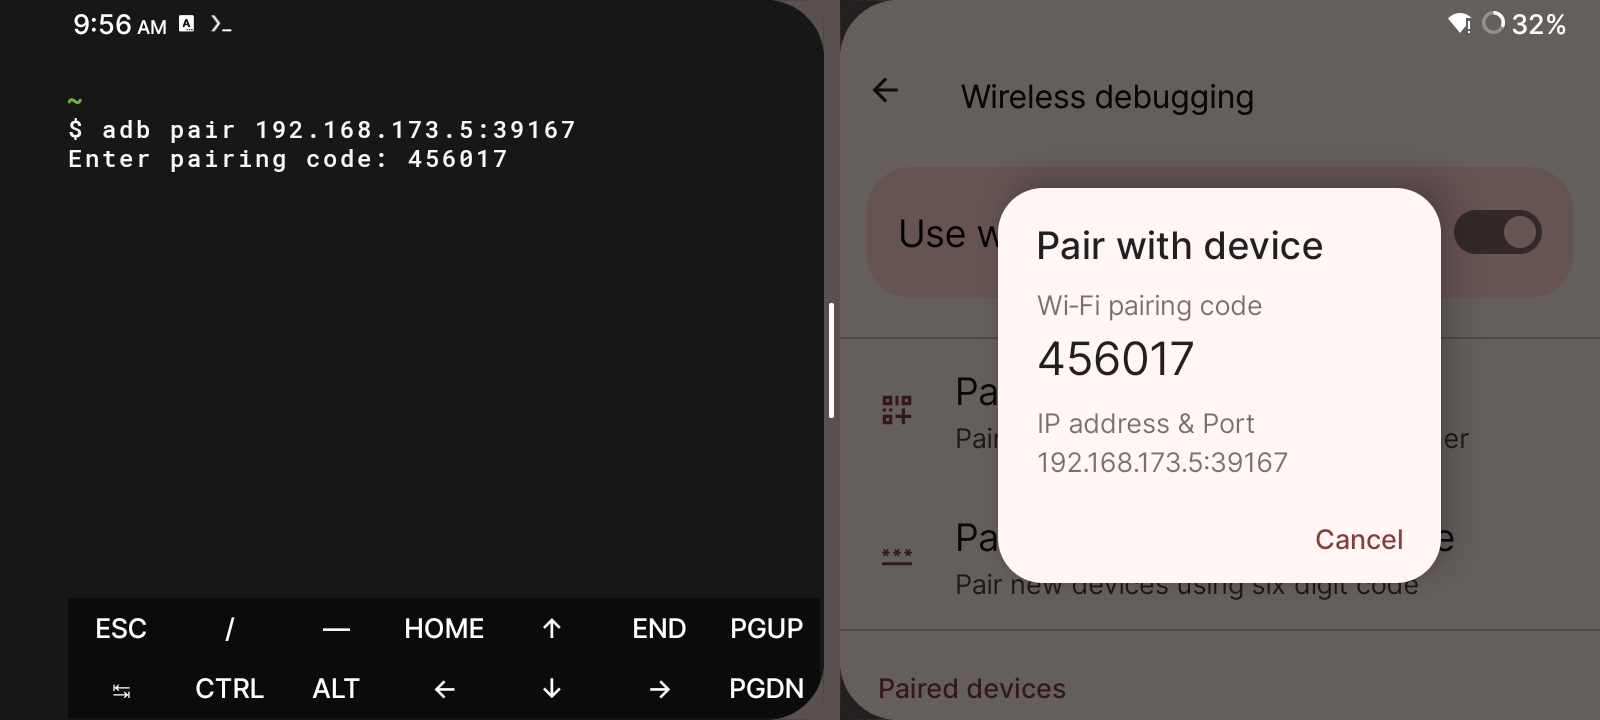 9:56 AM
~
$ adb pair 192.168.173.5:39167
Enter pairing code: 456017
ESC / — HOME ↑ END PGUP
↹ CTRL ALT ← ↓ → PGDN
32%
← Wireless debugging
Use w
Pair with device
Wi-Fi pairing code
456017
IP address & Port
192.168.173.5:39167
Cancel
Pa
Pair er
Pa e
Pair new devices using six digit code
Paired devices